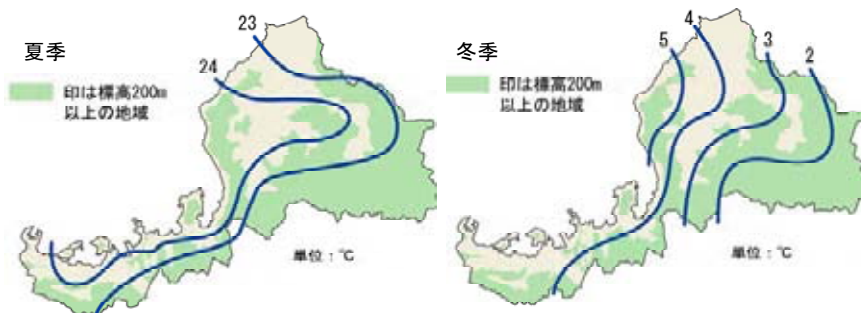 夏季
23
24
印は標高200m
以上の地域
単位：℃
冬季
5
4
3
2
印は標高200m
以上の地域
単位：℃